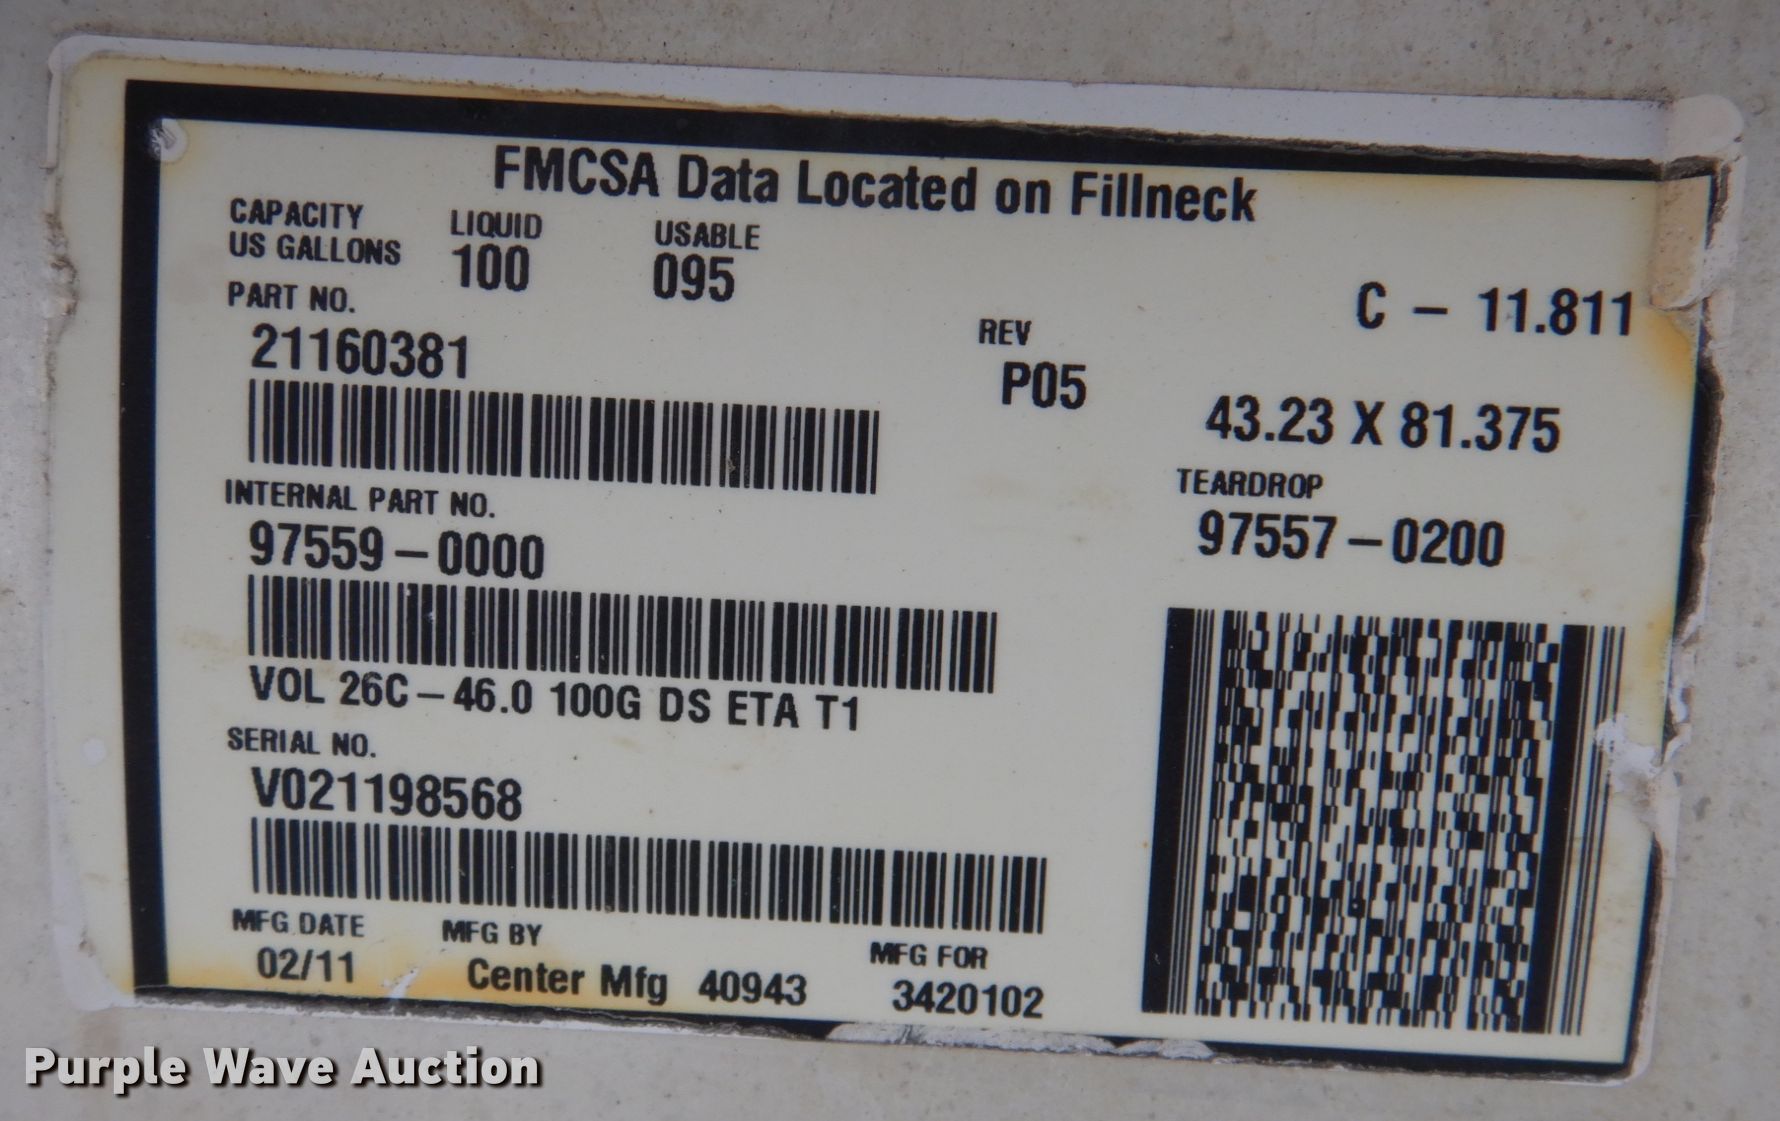 FMCSA Data Located on Fillneck
CAPACITY
US GALLONS
LIQUID
100
USABLE
095
PART NO.
21160381
REV
P05
C - 11.811
43.23 X 81.375
INTERNAL PART NO.
97559-0000
TEARDROP
97557-0200
VOL 26C-46.0 100G DS ETA T1
SERIAL NO.
V021198568
MFG DATE
02/11
MFG BY
Center Mfg 40943
MFG FOR
3420102
Purple Wave Auction